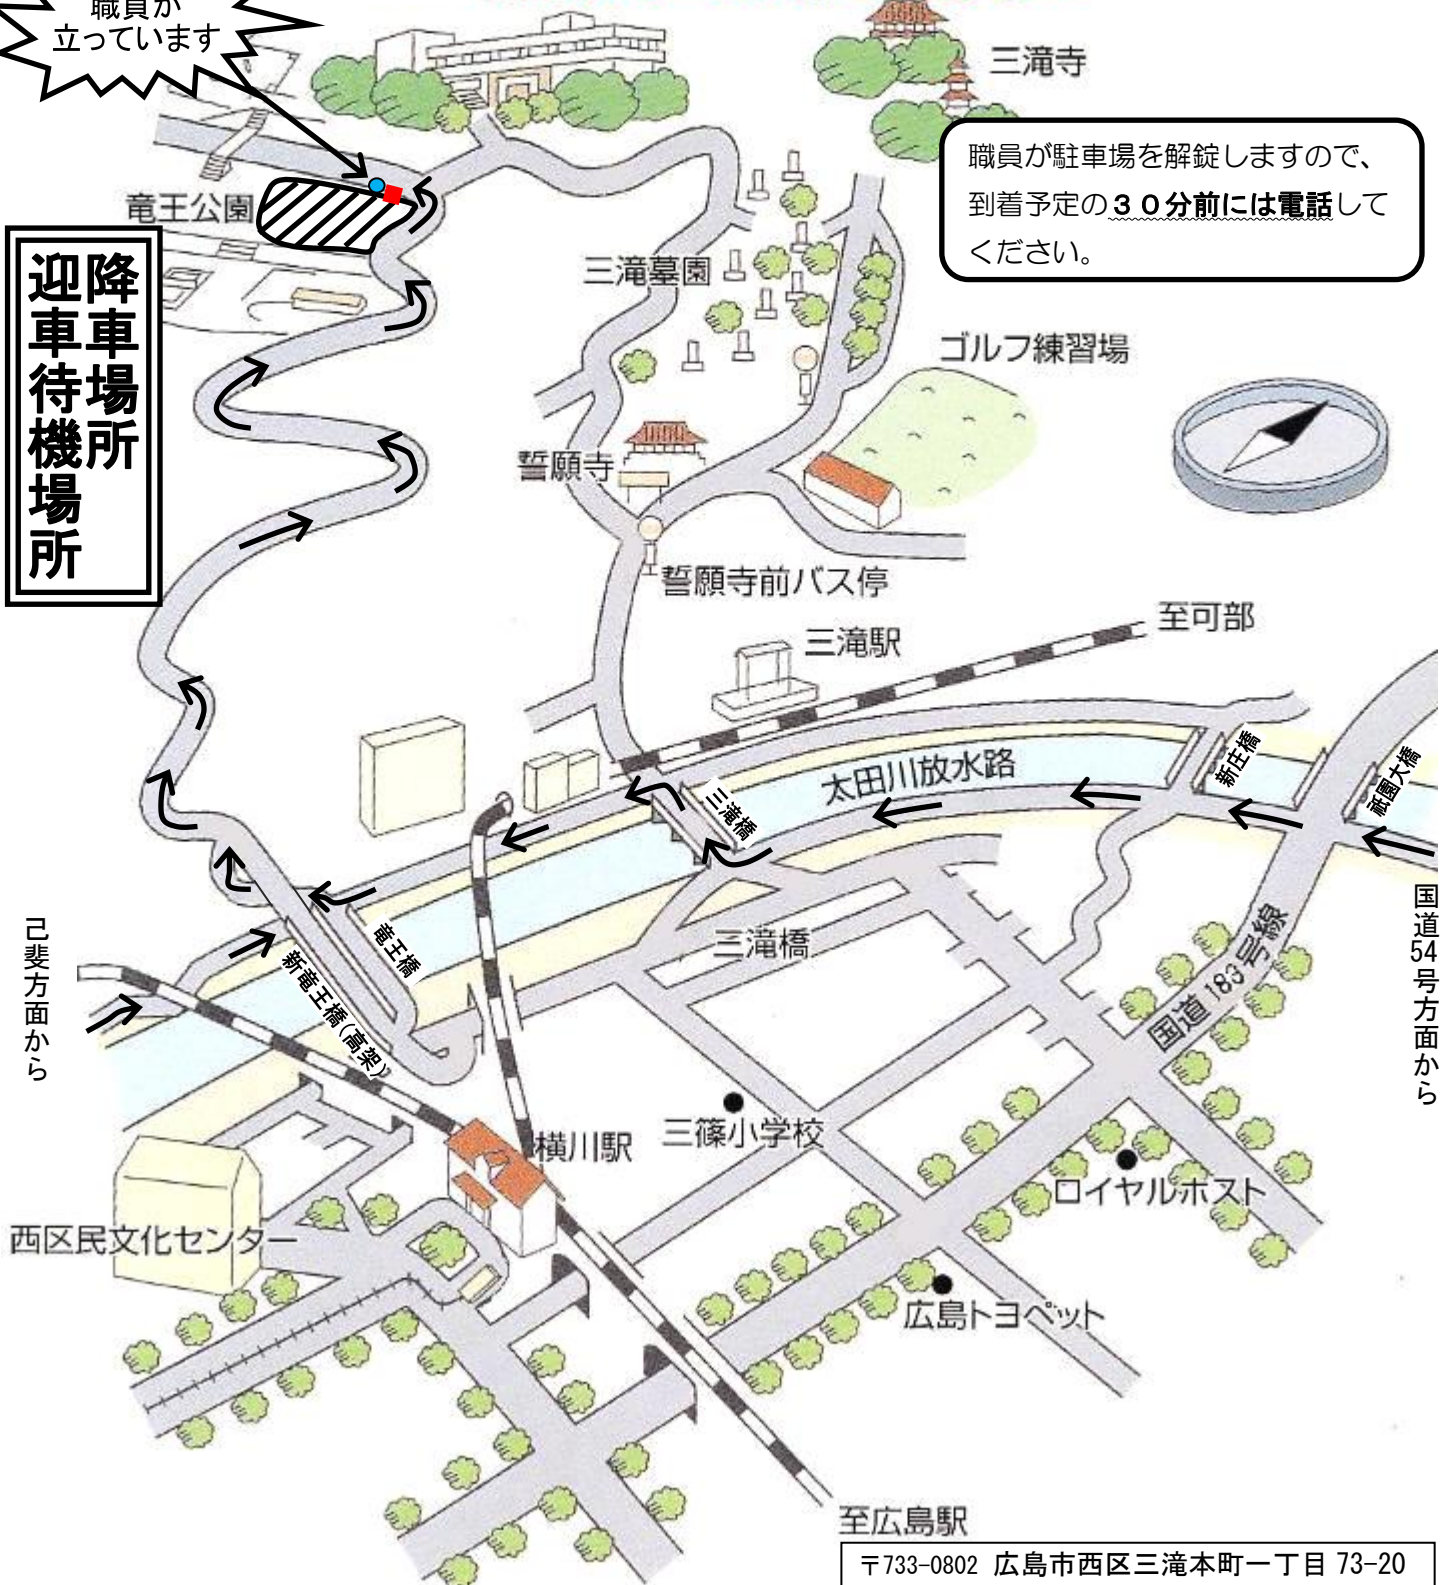 職員が
立っています
三滝寺
職員が駐車場を解錠しますので、
到着予定の３０分前には電話して
ください。
竜王公園
降車場所
迎車待機場所
三滝墓園
ゴルフ練習場
誓願寺
誓願寺前バス停
至可部
三滝駅
太田川放水路
新庄橋
祇園大橋
三滝橋
国道54号方面から
己斐方面から
竜王橋
新竜王橋(高架)
三滝橋
国道183号線
横川駅
三篠小学校
ロイヤルホスト
西区民文化センター
広島トヨペット
至広島駅
〒733-0802 広島市西区三滝本町一丁目 73-20